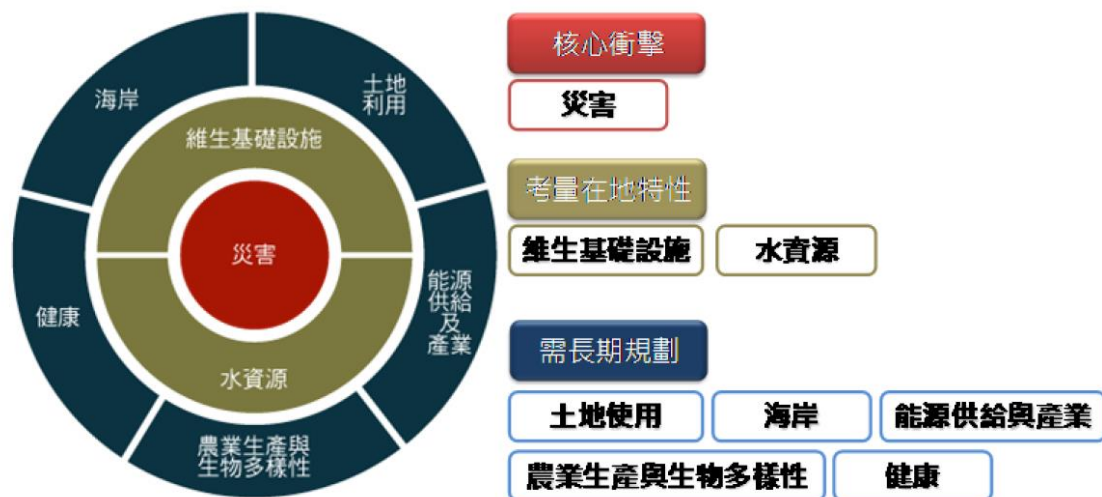 海岸
土地
利用
維生基礎設施
災害
健康
能源
供給
及
產業
水資源
農業生產與
生物多樣性
核心衝擊
災害
考量在地特性
維生基礎設施
水資源
需長期規劃
土地使用
海岸
能源供給與產業
農業生產與生物多樣性
健康